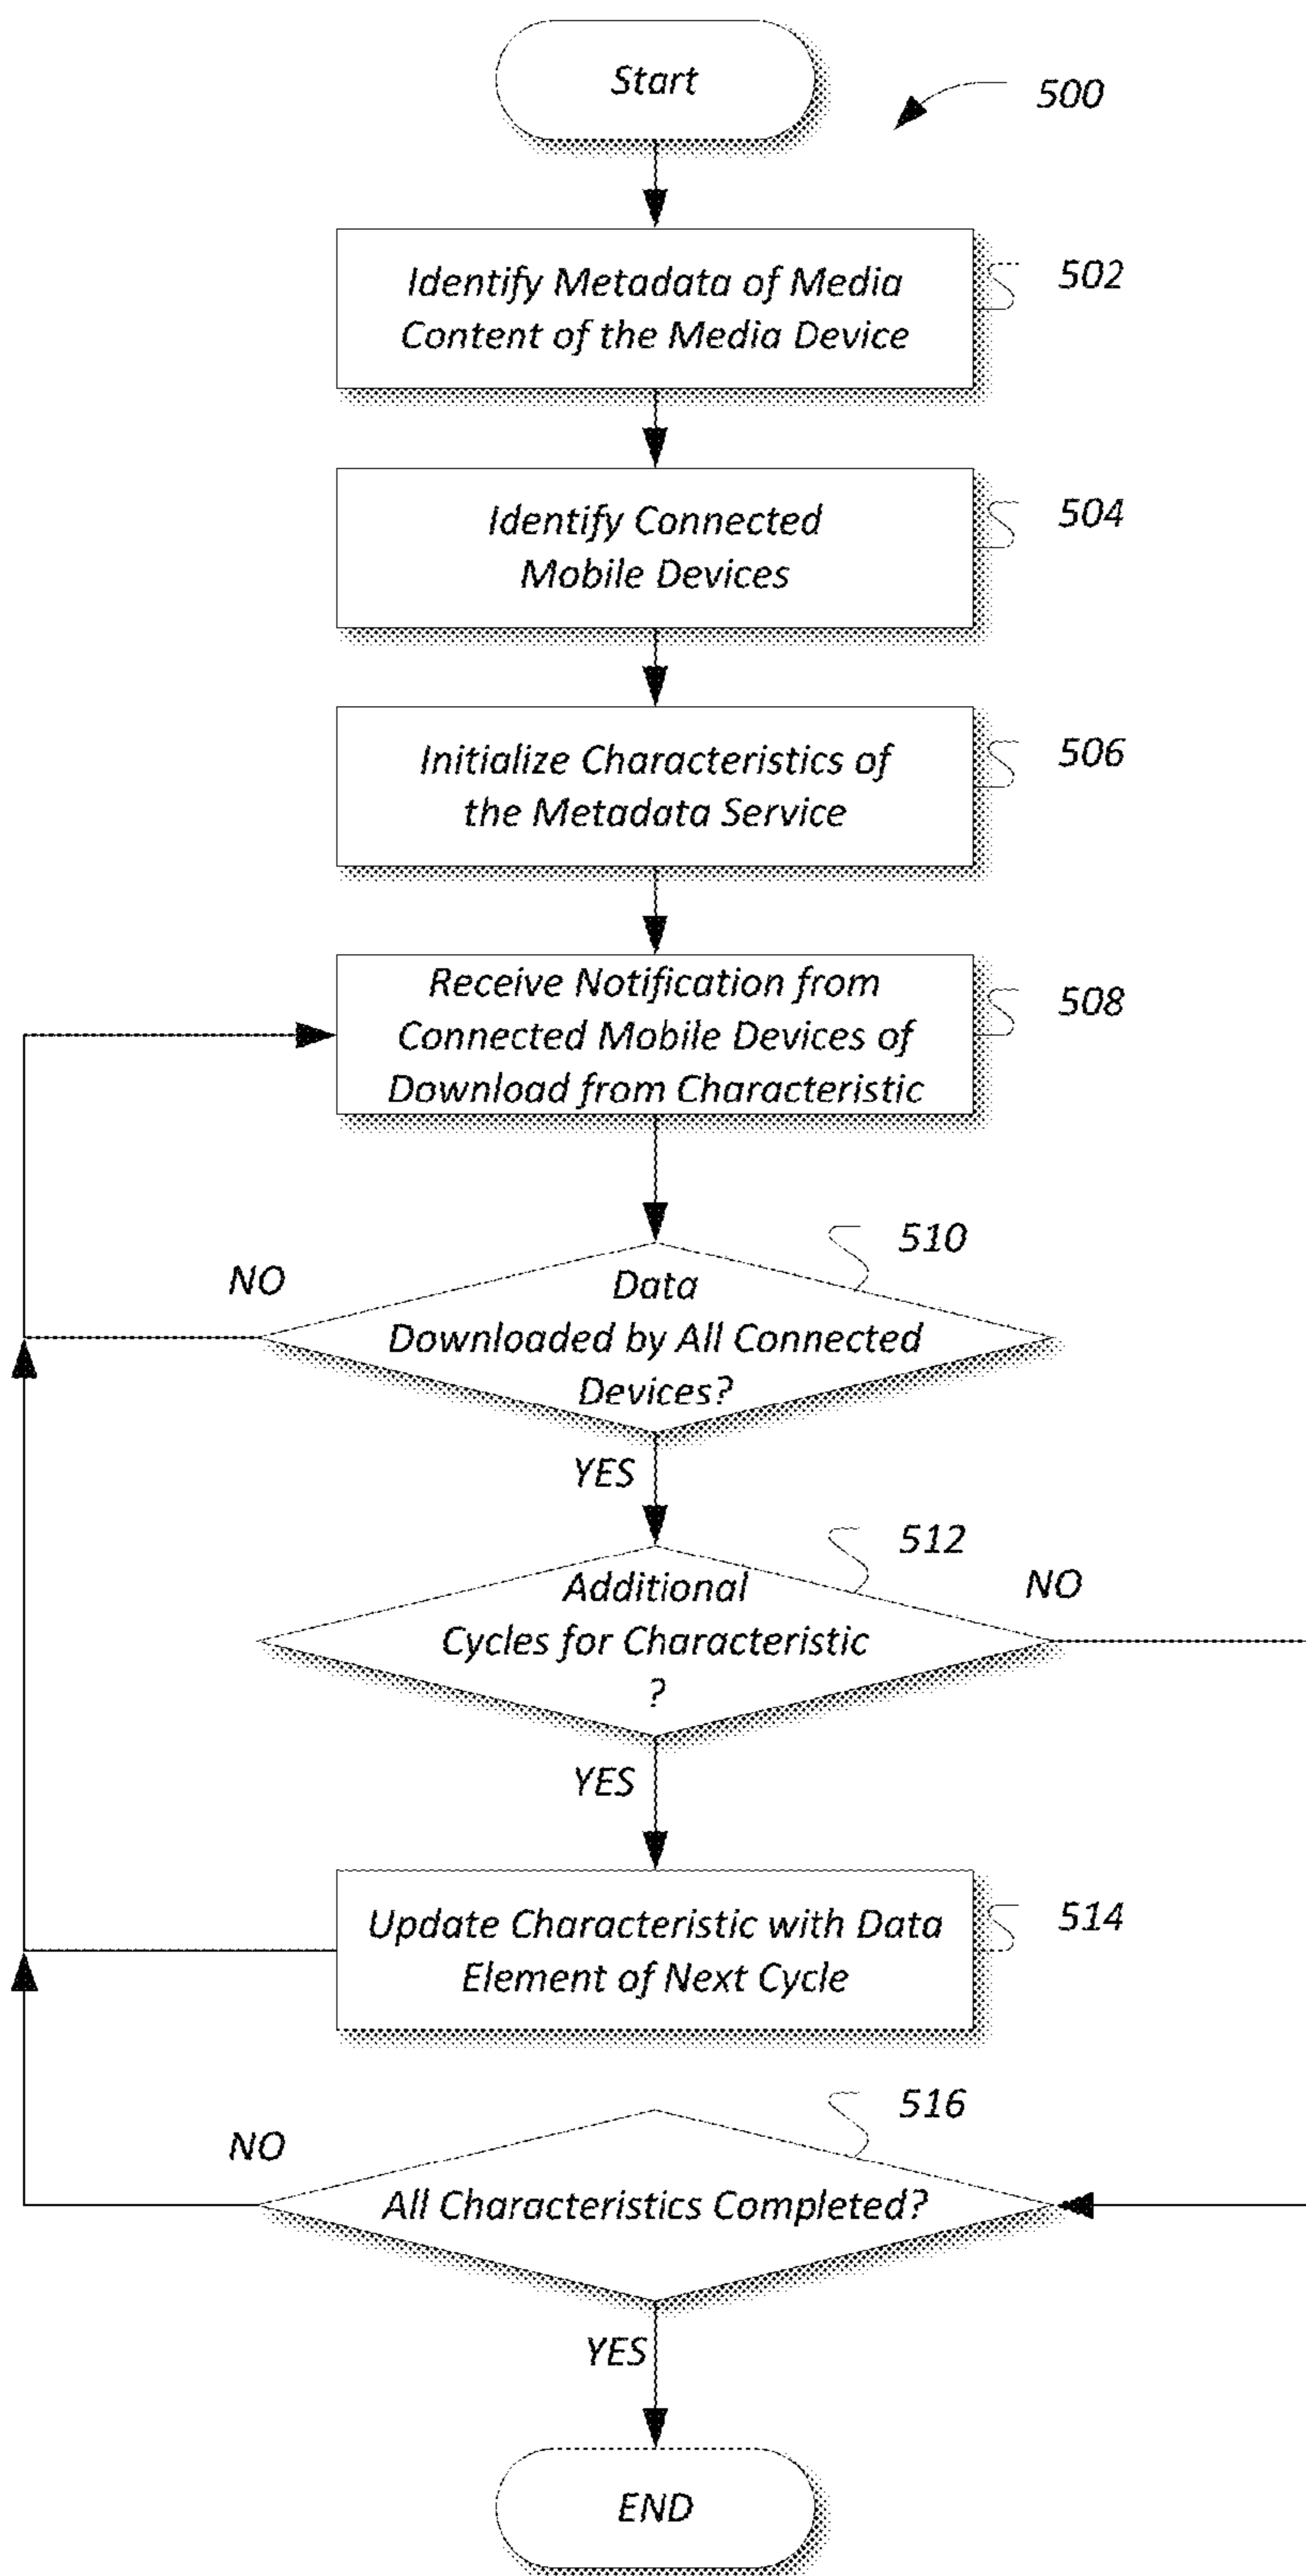 Start
500
Identify Metadata of Media
Content of the Media Device
502
Identify Connected
Mobile Devices
504
Initialize Characteristics of
the Metadata Service
506
Receive Notification from
Connected Mobile Devices of
Download from Characteristic
508
510
NO
Data
Downloaded by All Connected
Devices?
YES
512
Additional
Cycles for Characteristic
?
NO
YES
Update Characteristic with Data
Element of Next Cycle
514
516
NO
All Characteristics Completed?
YES
END